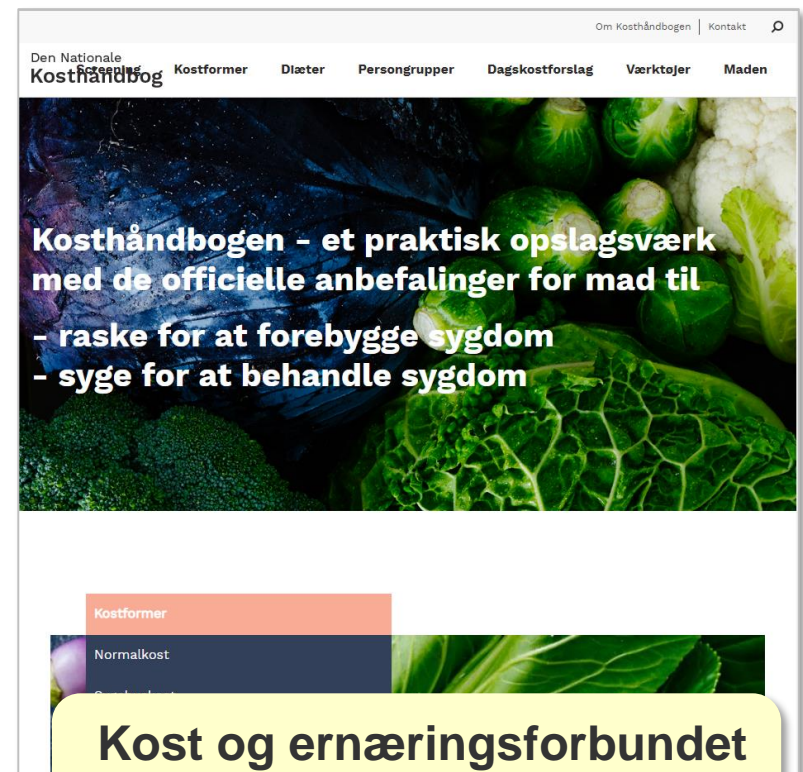 Om Kosthåndbogen | Kontakt
Den Nationale
Kosthåndbog
Screening Kostformer Diæter Persongrupper Dagskostforslag Værktøjer Maden
Kosthåndbogen - et praktisk opslagsværk
med de officielle anbefalinger for mad til
- raske for at forebygge sygdom
- syge for at behandle sygdom
Kostformer
Normalkost
Kost og ernæringsforbundet